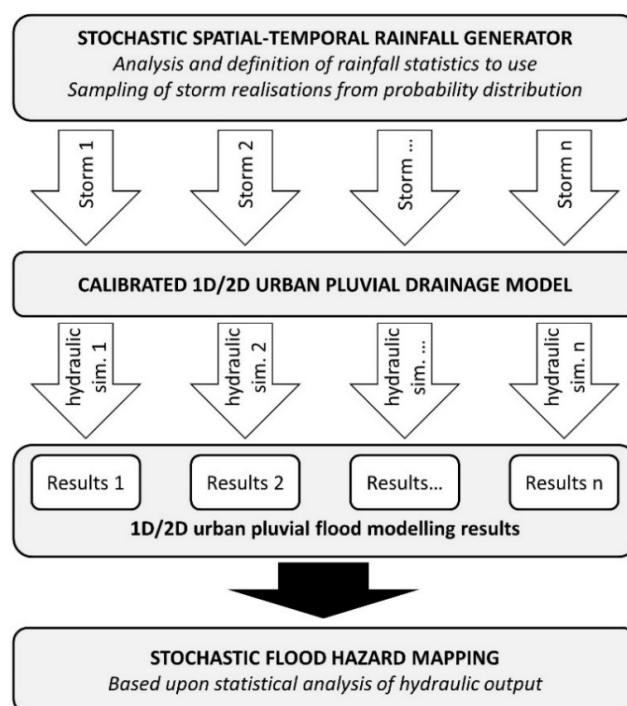 STOCHASTIC SPATIAL-TEMPORAL RAINFALL GENERATOR
Analysis and definition of rainfall statistics to use
Sampling of storm realisations from probability distribution
Storm 1
Storm 2
Storm ...
Storm n
CALIBRATED 1D/2D URBAN PLUVIAL DRAINAGE MODEL
hydraulic
sim. 1
hydraulic
sim. 2
hydraulic
sim. ...
hydraulic
sim. n
Results 1
Results 2
Results...
Results n
1D/2D urban pluvial flood modelling results
STOCHASTIC FLOOD HAZARD MAPPING
Based upon statistical analysis of hydraulic output